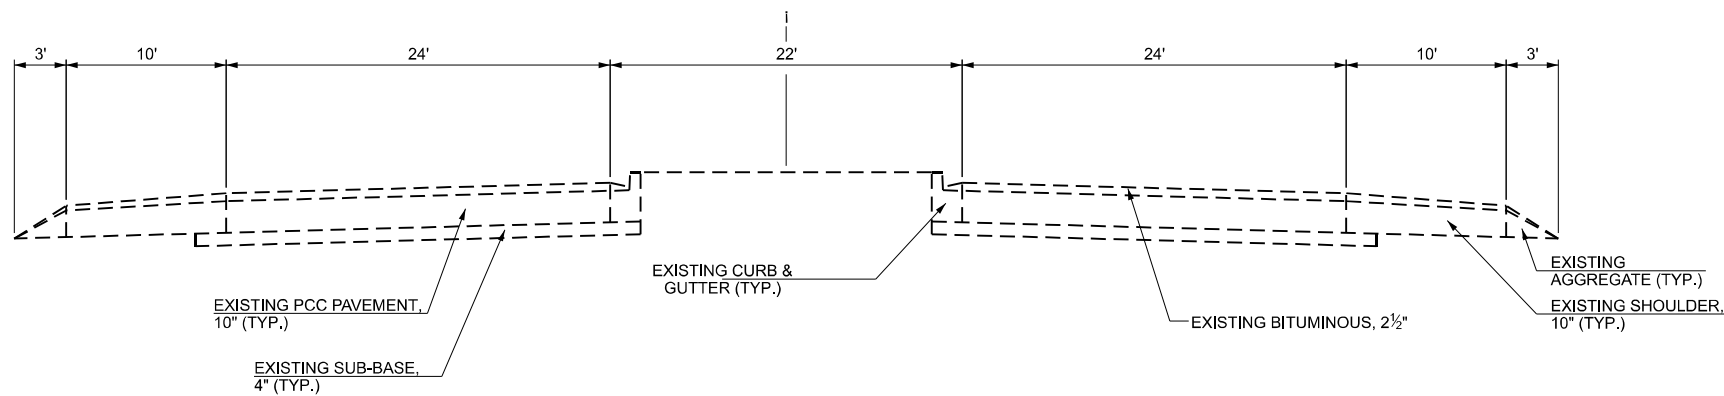 3'
10'
24'
22'
24'
10'
3'
EXISTING CURB &
GUTTER (TYP.)
EXISTING
AGGREGATE (TYP.)
EXISTING PCC PAVEMENT,
10" (TYP.)
EXISTING BITUMINOUS, 2½"
EXISTING SHOULDER,
10" (TYP.)
EXISTING SUB-BASE,
4" (TYP.)